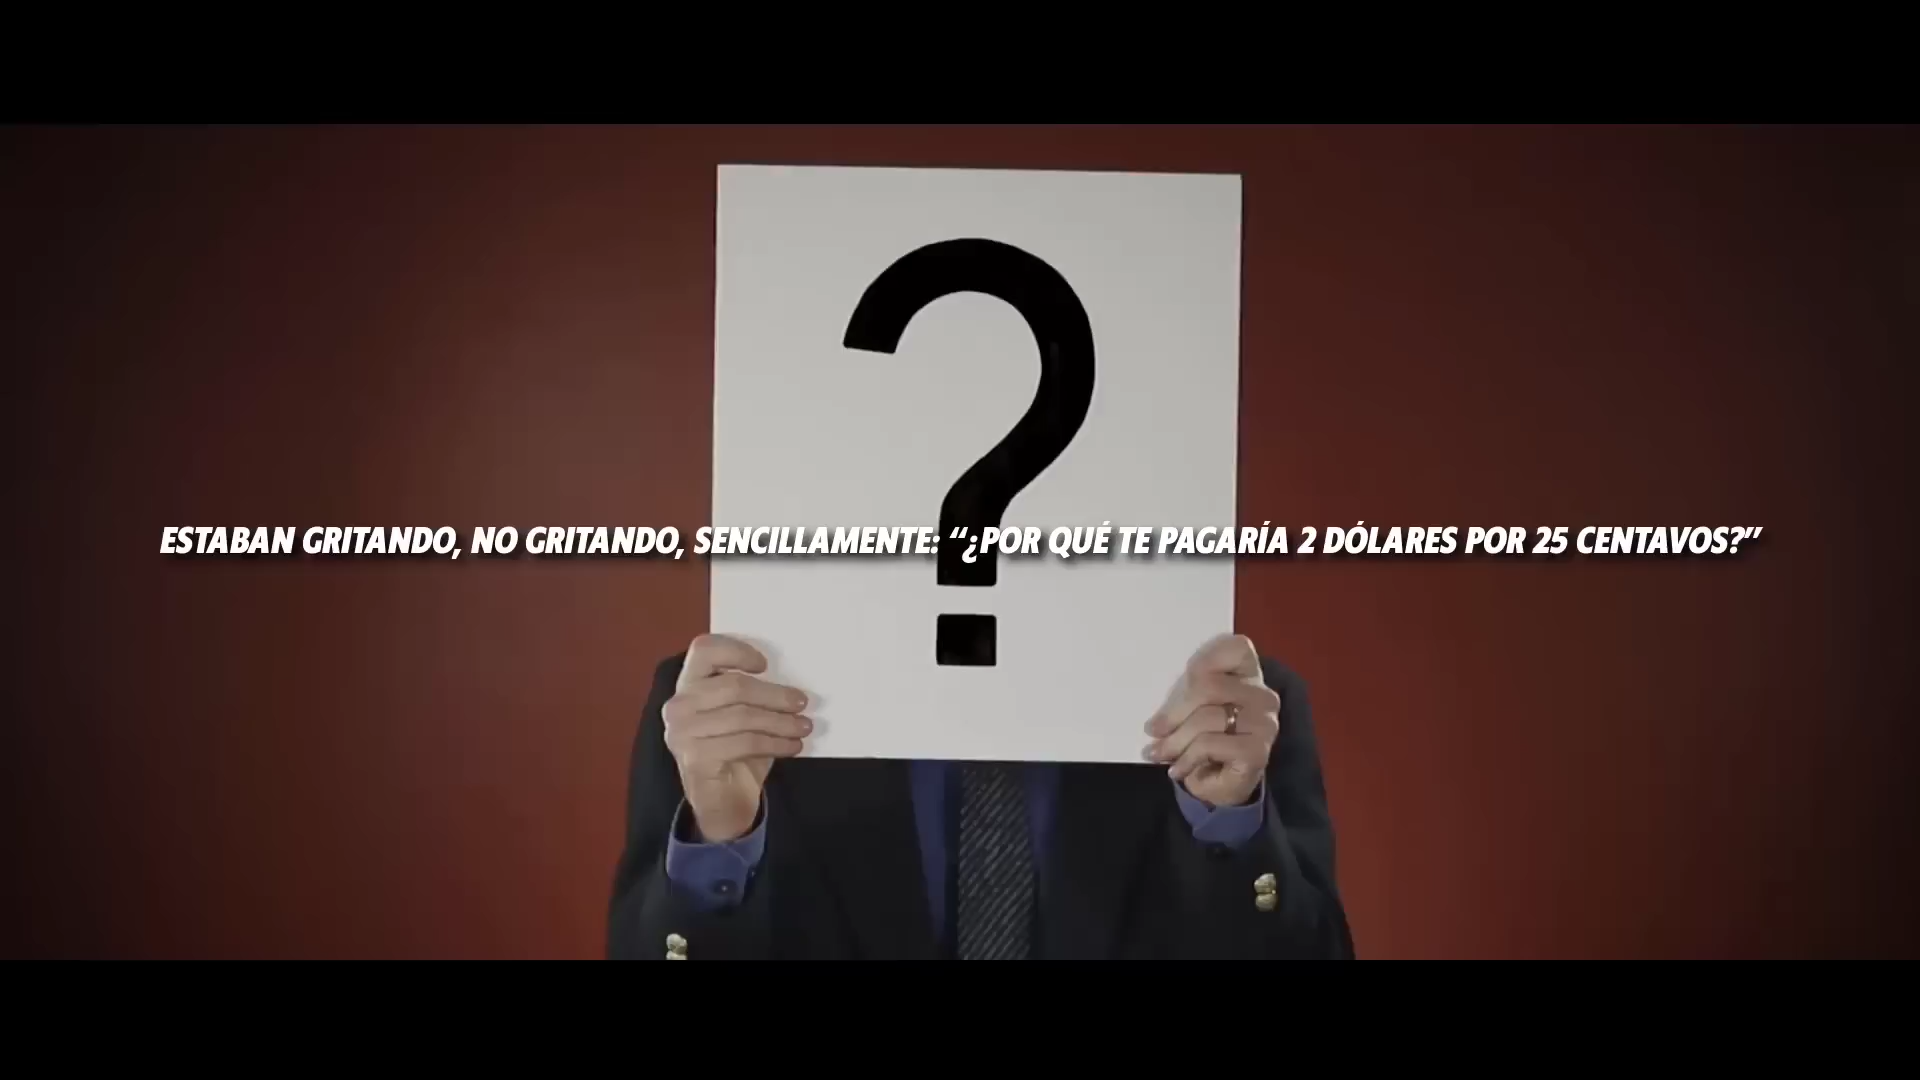 ?
ESTABAN GRITANDO, NO GRITANDO, SENCILLAMENTE: “¿POR QUÉ TE PAGARÍA 2 DÓLARES POR 25 CENTAVOS?”